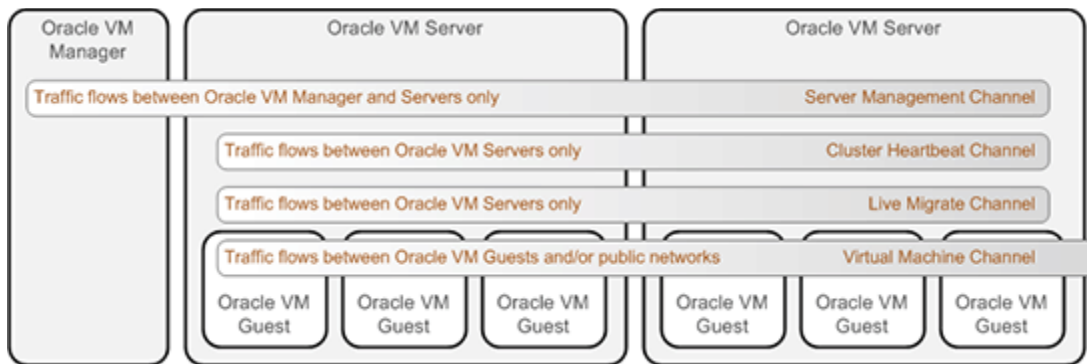 Oracle VM
Manager
Oracle VM Server
Oracle VM Server
Traffic flows between Oracle VM Manager and Servers only
Server Management Channel
Traffic flows between Oracle VM Servers only
Cluster Heartbeat Channel
Traffic flows between Oracle VM Servers only
Live Migrate Channel
Traffic flows between Oracle VM Guests and/or public networks
Virtual Machine Channel
Oracle VM
Guest
Oracle VM
Guest
Oracle VM
Guest
Oracle VM
Guest
Oracle VM
Guest
Oracle VM
Guest